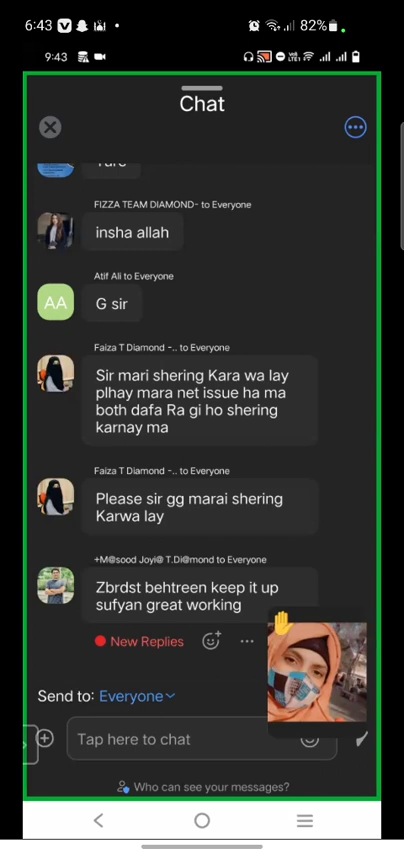 6:43
82%
9:43
Chat
FIZZA TEAM DIAMOND- to Everyone
insha allah
Atif Ali to Everyone
AA
G sir
Faiza T Diamond -.. to Everyone
Sir mari shering Kara wa lay
plhay mara net issue ha ma
both dafa Ra gi ho shering
karnay ma
Faiza T Diamond -.. to Everyone
Please sir gg marai shering
Karwa lay
+M@sood Joyi@ T.Di@mond to Everyone
Zbrdst behtreen keep it up
sufyan great working
New Replies
Send to: Everyone
Tap here to chat
Who can see your messages?